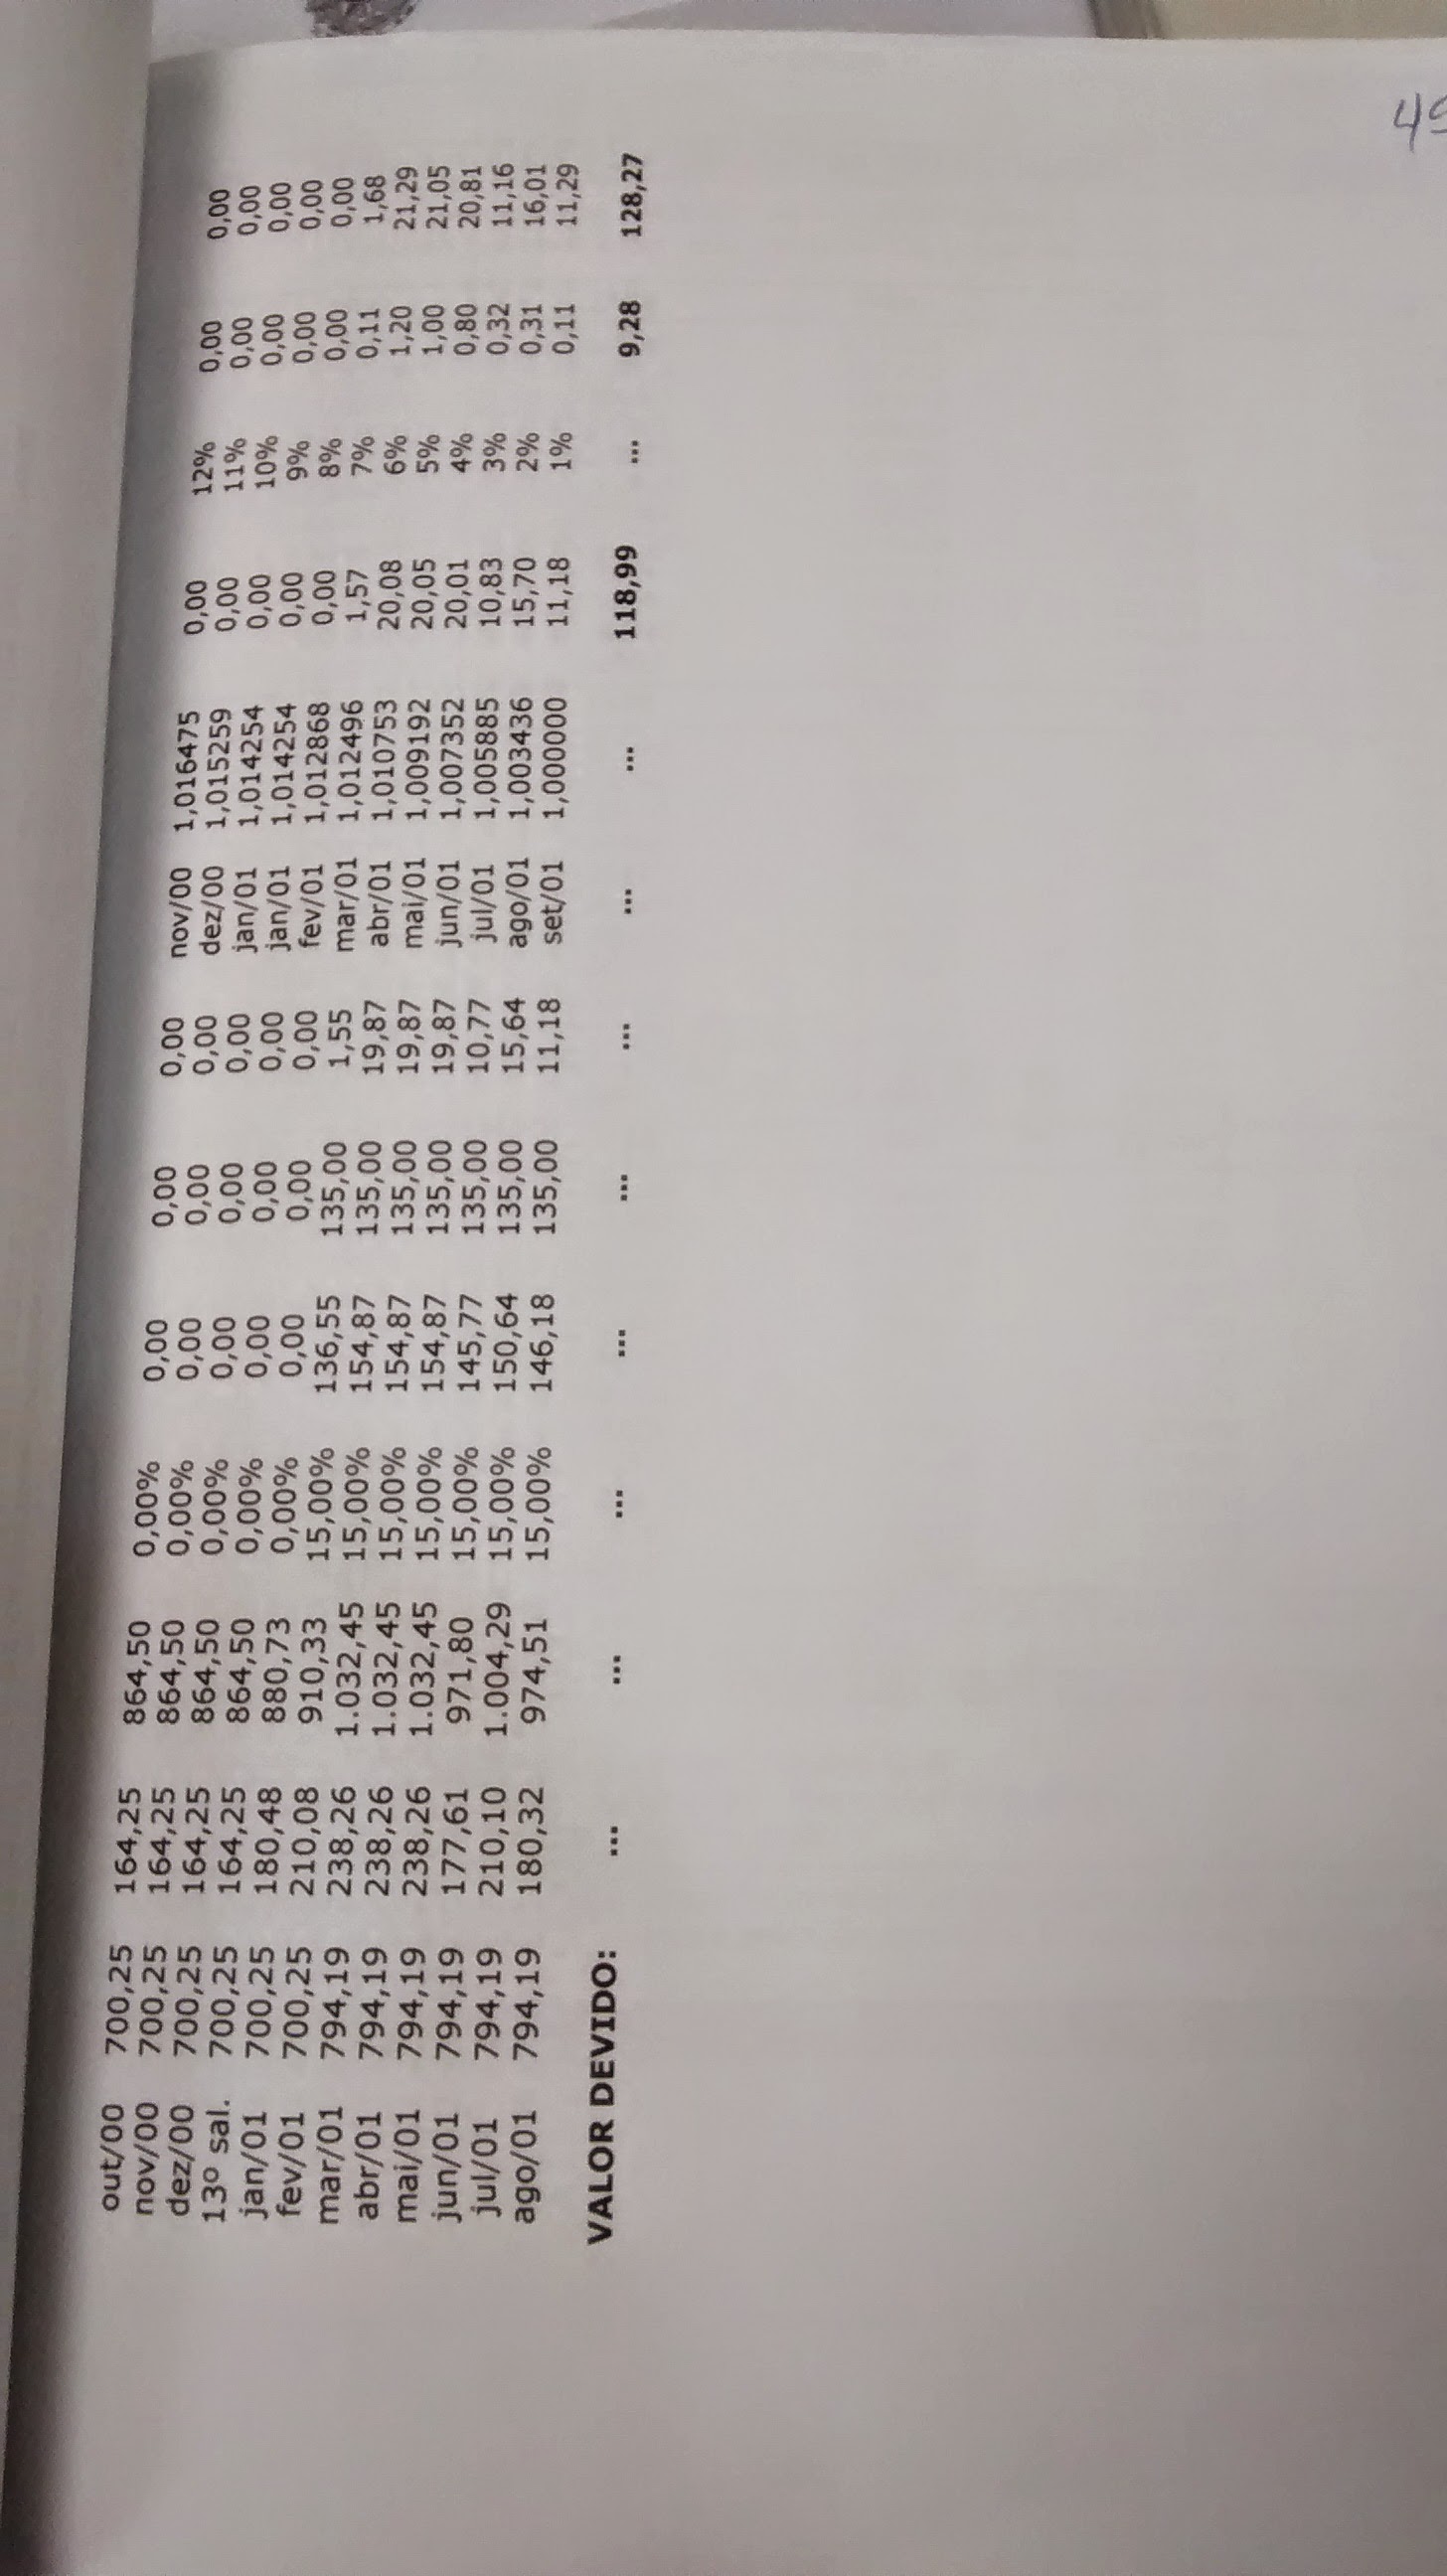 out/00 700,25 164,25 864,50 0,00% 0,00 0,00 0,00 nov/00 1,016475 0,00 12% 0,00 0,00
nov/00 700,25 164,25 864,50 0,00% 0,00 0,00 0,00 dez/00 1,015259 0,00 11% 0,00 0,00
dez/00 700,25 164,25 864,50 0,00% 0,00 0,00 0,00 jan/01 1,014254 0,00 10% 0,00 0,00
13º sal. 700,25 164,25 864,50 0,00% 0,00 0,00 0,00 jan/01 1,014254 0,00 9% 0,00 0,00
jan/01 700,25 180,48 880,73 0,00% 0,00 0,00 0,00 fev/01 1,012868 0,00 8% 0,00 0,00
fev/01 700,25 210,08 910,33 15,00% 136,55 135,00 1,55 mar/01 1,012496 1,57 7% 0,11 1,68
mar/01 794,19 238,26 1.032,45 15,00% 154,87 135,00 19,87 abr/01 1,010753 20,08 6% 1,20 21,29
abr/01 794,19 238,26 1.032,45 15,00% 154,87 135,00 19,87 mai/01 1,009192 20,05 5% 1,00 21,05
mai/01 794,19 238,26 1.032,45 15,00% 154,87 135,00 19,87 jun/01 1,007352 20,01 4% 0,80 20,81
jun/01 794,19 177,61 971,80 15,00% 145,77 135,00 10,77 jul/01 1,005885 10,83 3% 0,32 11,16
jul/01 794,19 210,10 1.004,29 15,00% 150,64 135,00 15,64 ago/01 1,003436 15,70 2% 0,31 16,01
ago/01 794,19 180,32 974,51 15,00% 146,18 135,00 11,18 set/01 1,000000 11,18 1% 0,11 11,29
VALOR DEVIDO: ... ... ... ... ... ... ... ... 118,99 ... 9,28 128,27